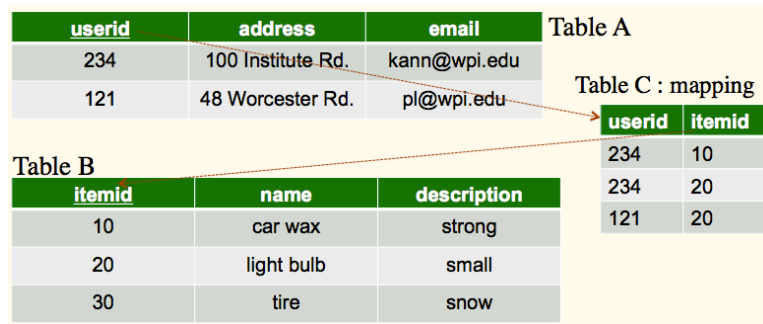 Table A
userid address email
234 100 Institute Rd. kann@wpi.edu
121 48 Worcester Rd. pl@wpi.edu
Table C : mapping
userid itemid
234 10
234 20
121 20
Table B
itemid name description
10 car wax strong
20 light bulb small
30 tire snow